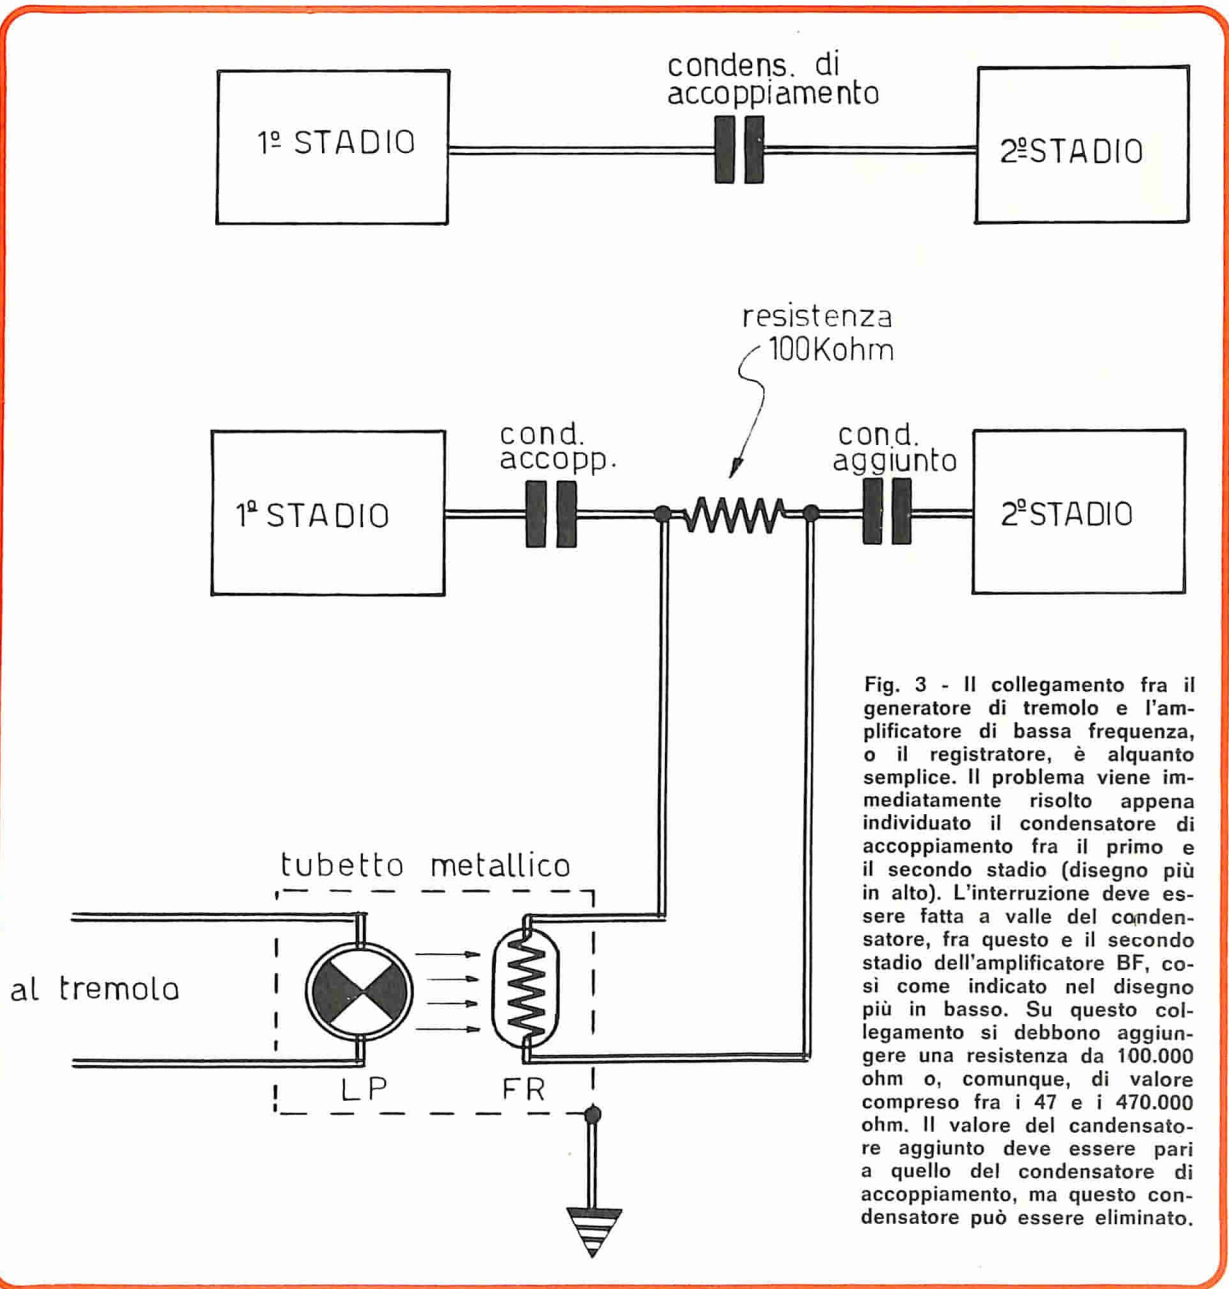 condens. di
accoppiamento
1º STADIO
2ºSTADIO
resistenza
100Kohm
cond.
accopp.
cond.
aggiunto
1º STADIO
2ºSTADIO
tubetto metallico
al tremolo
LP
FR
Fig. 3 - Il collegamento fra il
generatore di tremolo e l'am-
plificatore di bassa frequenza,
o il registratore, è alquanto
semplice. Il problema viene im-
mediatamente risolto appena
individuato il condensatore di
accoppiamento fra il primo e
il secondo stadio (disegno più
in alto). L'interruzione deve es-
sere fatta a valle del conden-
satore, fra questo e il secondo
stadio dell'amplificatore BF, co-
sì come indicato nel disegno
più in basso. Su questo col-
legamento si debbono aggiun-
gere una resistenza da 100.000
ohm o, comunque, di valore
compreso fra i 47 e i 470.000
ohm. Il valore del candensato-
re aggiunto deve essere pari
a quello del condensatore di
accoppiamento, ma questo con-
densatore può essere eliminato.